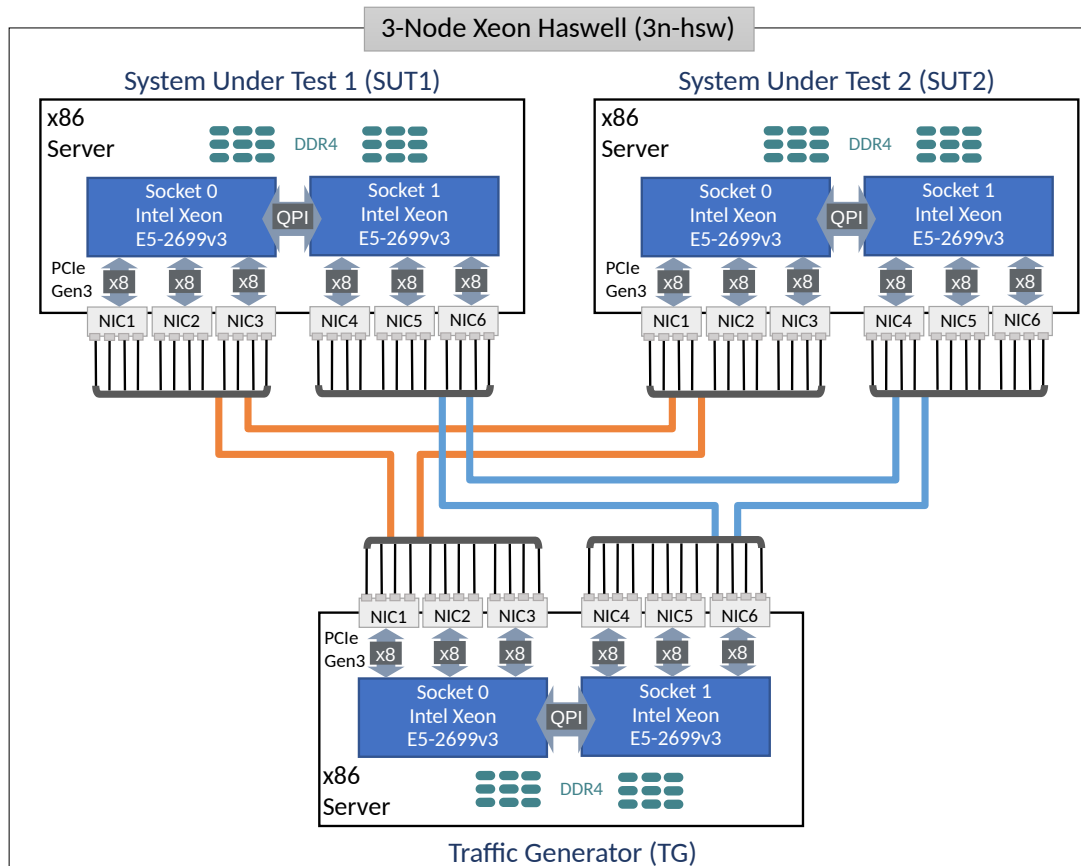 3-Node Xeon Haswell (3n-hsw)
System Under Test 1 (SUT1)
x86
Server
DDR4
Socket 0
Intel Xeon
E5-2699v3
QPI
Socket 1
Intel Xeon
E5-2699v3
PCIe
Gen3
x8
x8
x8
x8
x8
x8
NIC1
NIC2
NIC3
NIC4
NIC5
NIC6
System Under Test 2 (SUT2)
x86
Server
DDR4
Socket 0
Intel Xeon
E5-2699v3
QPI
Socket 1
Intel Xeon
E5-2699v3
PCIe
Gen3
x8
x8
x8
x8
x8
x8
NIC1
NIC2
NIC3
NIC4
NIC5
NIC6
NIC1
NIC2
NIC3
NIC4
NIC5
NIC6
PCIe
Gen3
x8
x8
x8
x8
x8
x8
Socket 0
Intel Xeon
E5-2699v3
QPI
Socket 1
Intel Xeon
E5-2699v3
x86
Server
DDR4
Traffic Generator (TG)